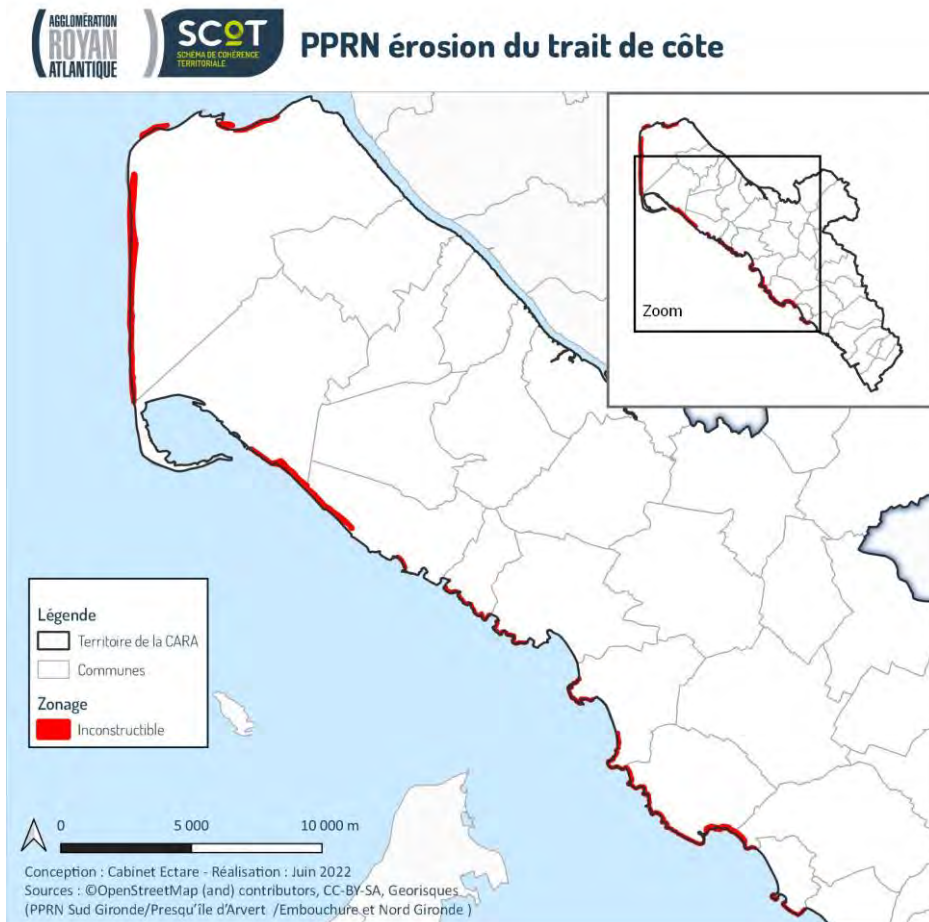 AGGLOMÉRATION
ROYAN
ATLANTIQUE
SCOT
SCHÉMA DE COHÉRENCE
TERRITORIALE
PPRN érosion du trait de côte
Zoom
Légende
Territoire de la CARA
Communes
Zonage
Inconstructible
0 5 000 10 000 m
Conception : Cabinet Ectare - Réalisation : Juin 2022
Sources : ©OpenStreetMap (and) contributors, CC-BY-SA, Georisques
(PPRN Sud Gironde/Presqu'île d'Arvert /Embouchure et Nord Gironde )